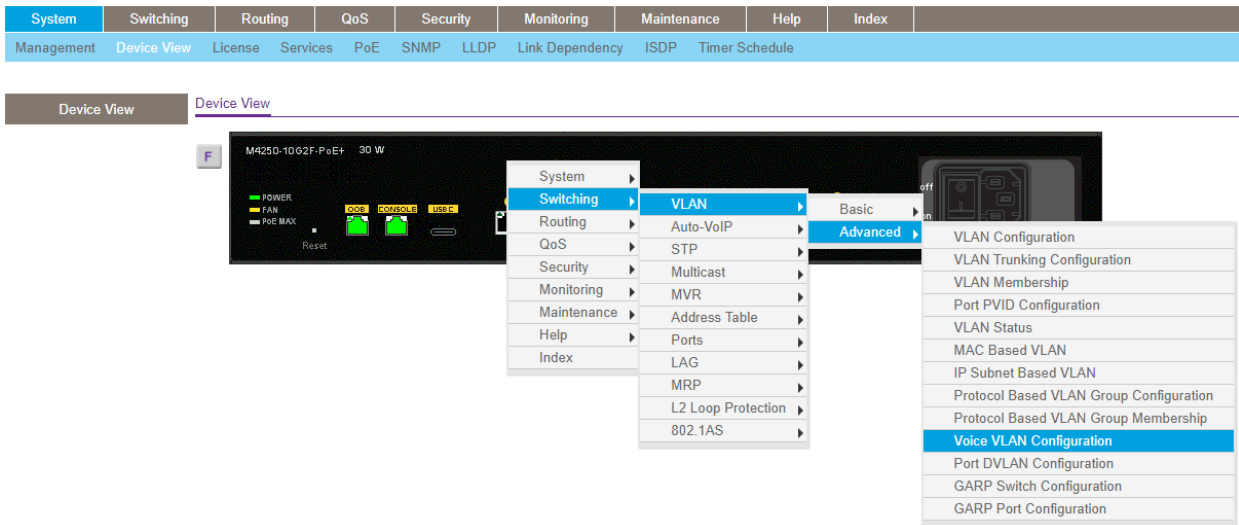 System Switching Routing QoS Security Monitoring Maintenance Help Index
Management Device View License Services PoE SNMP LLDP Link Dependency ISDP Timer Schedule
Device View
Device View
F
M4250-10G2F-PoE+ 30 W
POWER
FAN
PoE MAX
Reset
OOB
CONSOLE
USB C
off
on
System
Switching
Routing
QoS
Security
Monitoring
Maintenance
Help
Index
VLAN
Auto-VoIP
STP
Multicast
MVR
Address Table
Ports
LAG
MRP
L2 Loop Protection
802.1AS
Basic
Advanced
VLAN Configuration
VLAN Trunking Configuration
VLAN Membership
Port PVID Configuration
VLAN Status
MAC Based VLAN
IP Subnet Based VLAN
Protocol Based VLAN Group Configuration
Protocol Based VLAN Group Membership
Voice VLAN Configuration
Port DVLAN Configuration
GARP Switch Configuration
GARP Port Configuration